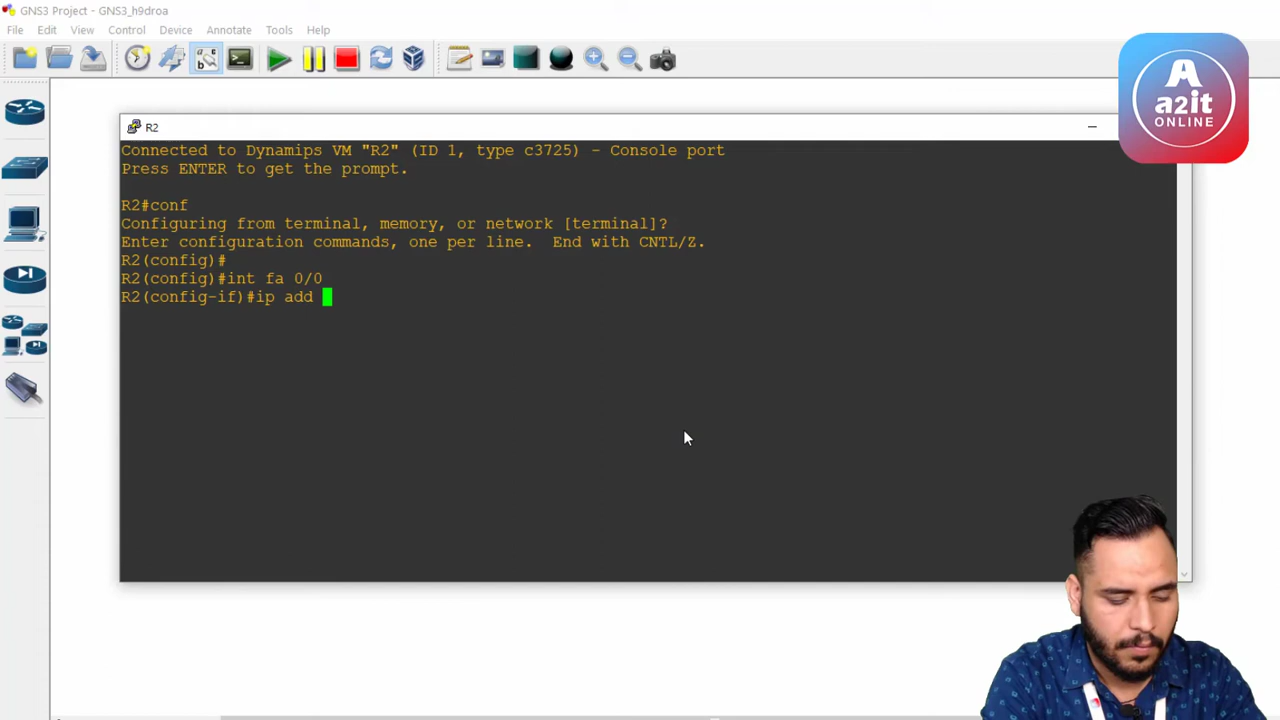 GNS3 Project - GNS3_h9droa
File Edit View Control Device Annotate Tools Help
A
a2it
ONLINE
R2
Connected to Dynamips VM "R2" (ID 1, type c3725) - Console port
Press ENTER to get the prompt.
R2#conf
Configuring from terminal, memory, or network [terminal]?
Enter configuration commands, one per line.  End with CNTL/Z.
R2(config)#
R2(config)#int fa 0/0
R2(config-if)#ip add